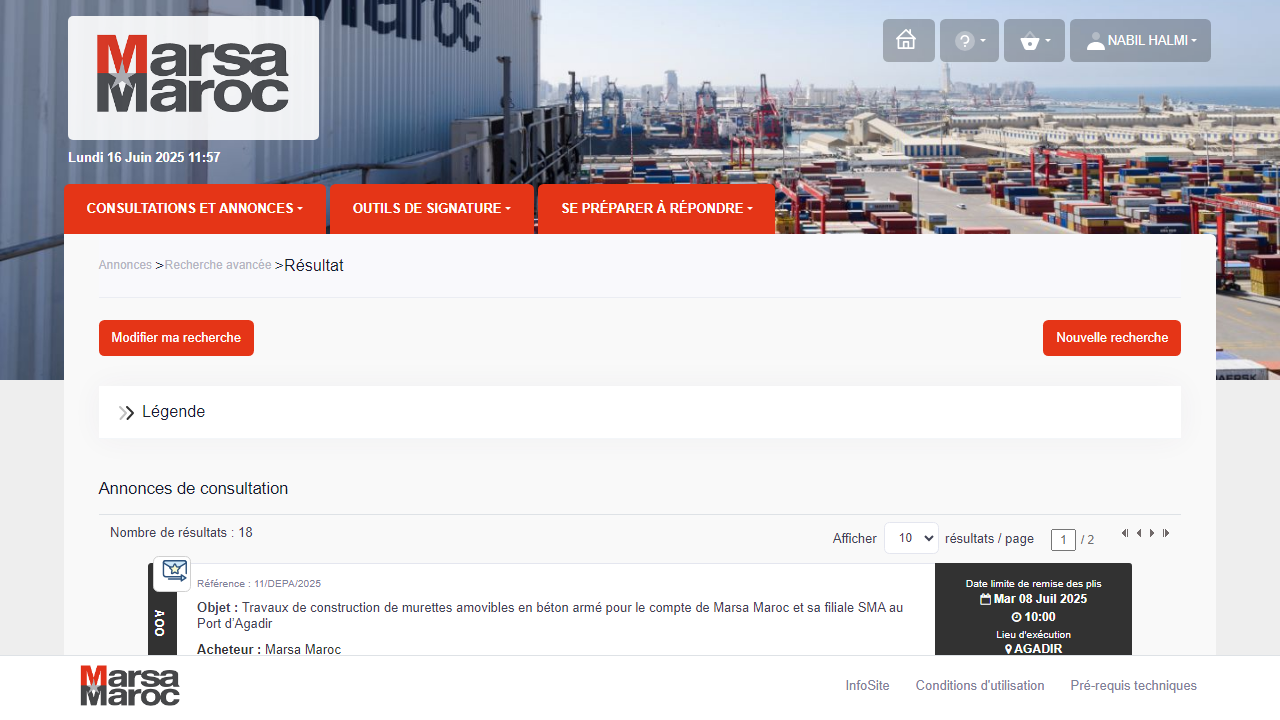 Marsa
Maroc
MAROC
NABIL HALMI
Lundi 16 Juin 2025 11:57
CONSULTATIONS ET ANNONCES
OUTILS DE SIGNATURE
SE PRÉPARER À RÉPONDRE
Annonces > Recherche avancée > Résultat
Modifier ma recherche
Nouvelle recherche
Légende
Annonces de consultation
Nombre de résultats : 18
Afficher 10 résultats / page 1 / 2
Référence : 11/DEPA/2025
AOO
Objet : Travaux de construction de murettes amovibles en béton armé pour le compte de Marsa Maroc et sa filiale SMA au
Port d’Agadir
Acheteur : Marsa Maroc
Date limite de remise des plis
Mar 08 Juil 2025
10:00
Lieu d'exécution
AGADIR
Marsa
Maroc
InfoSite
Conditions d'utilisation
Pré-requis techniques